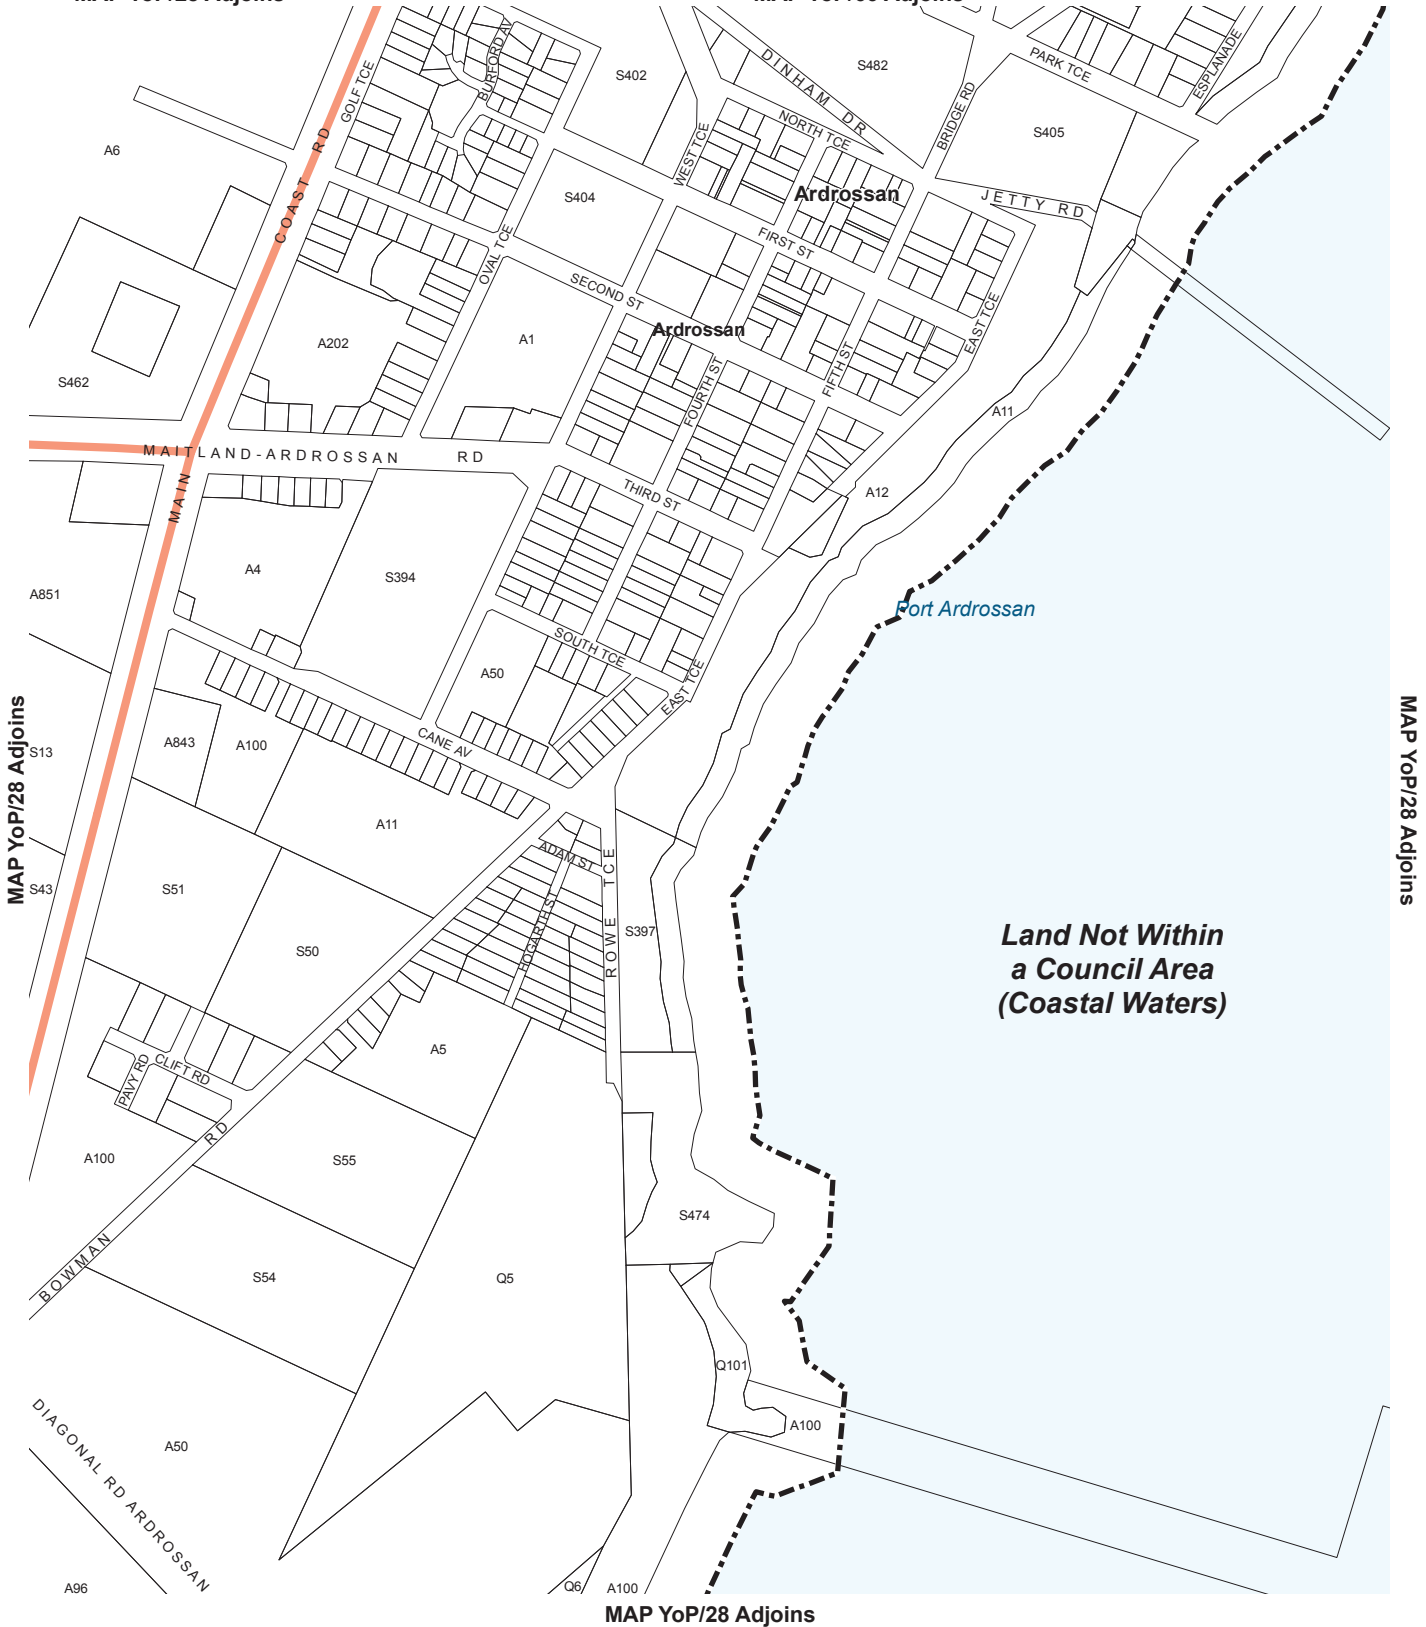 BURFORD AV
GOLF TCE
S402
DINHAM DR
S482
PARK TCE
ESPLANADE
BRIDGE RD
NORTH TCE
S405
A6
COAST RD
WEST TCE
S404
Ardrossan
JETTY RD
OVAL TCE
FIRST ST
SECOND ST
EAST TCE
Ardrossan
A202
A1
FOURTH ST
FIFTH ST
S462
A11
MAITLAND-ARDROSSAN RD
MAIN
THIRD ST
A12
A4
S394
A851
Port Ardrossan
SOUTH TCE
A50
EAST TCE
MAP YoP/28 Adjoins
S13
A843
A100
CANE AV
MAP YoP/28 Adjoins
A11
ADAM ST
S43
S51
ROWE TCE
HOGARTH ST
S397
S50
Land Not Within
a Council Area
(Coastal Waters)
A5
PAVY RD
CLIFT RD
RD
A100
S55
S474
BOWMAN
S54
Q5
Q101
A100
DIAGONAL RD ARDROSSAN
A50
A96
Q6
A100
MAP YoP/28 Adjoins